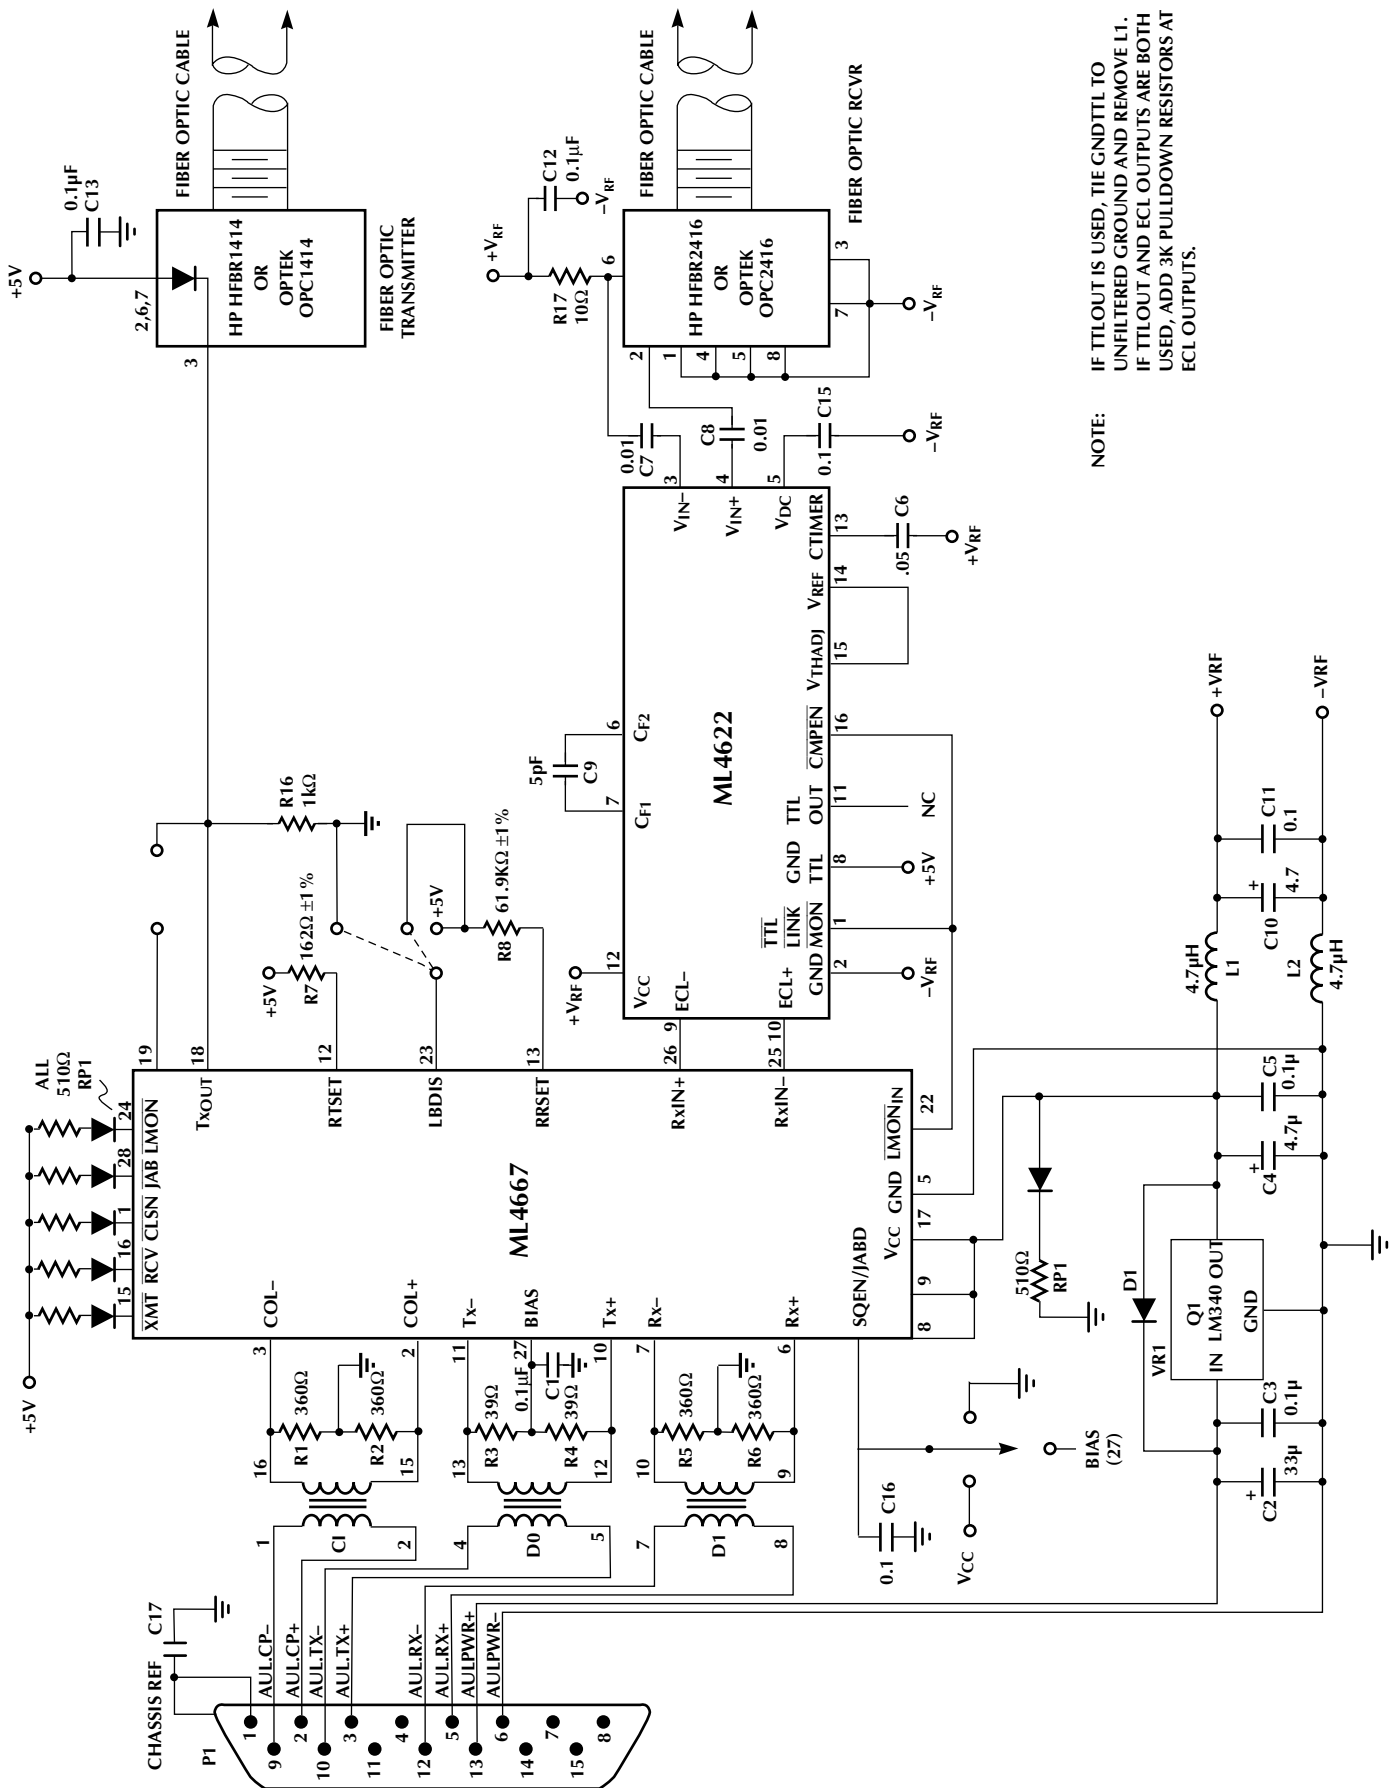 CHASSIS REF
C17
P1
1
2
3
4
5
6
7
8
9
10
11
12
13
14
15
AUI.CP–
AUI.CP+
AUI.TX–
AUI.TX+
AUI.RX–
AUI.RX+
AUI.PWR+
AUI.PWR–
1
2
CI
16
15
4
5
D0
13
12
7
8
D1
10
9
R1
360Ω
R2
360Ω
R3
39Ω
R4
39Ω
0.1µF
C1
R5
360Ω
R6
360Ω
3
2
11
27
10
7
6
COL–
COL+
Tx–
BIAS
Tx+
Rx–
Rx+
SQEN/JABD
ML4667
+5V
ALL
510Ω
RP1
15
16
1
28
24
XMT
RCV
CLSN
JAB
LMON
19
18
12
23
13
26
25
TxOUT
RTSET
LBDIS
RRSET
RxIN+
RxIN–
8
9
17
5
22
VCC
GND
LMONIN
0.1
C16
VCC
BIAS
(27)
+5V
R7
162Ω ±1%
R16
1kΩ
+5V
R8
61.9KΩ ±1%
ML4622
+VRF
12
VCC
9
ECL–
10
ECL+
7
CF1
6
CF2
5pF
C9
2
GND
–VRF
1
TTL
LINK
MON
8
GND
TTL
+5V
11
TTL
OUT
NC
16
CMPEN
15
VTHADJ
14
VREF
13
CTIMER
.05
C6
+VRF
3
VIN–
4
VIN+
5
VDC
0.01
C7
C8
0.01
0.1
C15
–VRF
+5V
0.1µF
C13
2,6,7
3
HP HFBR1414
OR
OPTEK
OPC1414
FIBER OPTIC
TRANSMITTER
FIBER OPTIC CABLE
+VRF
R17
10Ω
C12
0.1µF
–VRF
6
2
1
4
5
8
7
3
HP HFBR2416
OR
OPTEK
OPC2416
–VRF
FIBER OPTIC CABLE
FIBER OPTIC RCVR
510Ω
RP1
VR1
D1
Q1
IN LM340 OUT
GND
C2
33µ
C3
0.1µ
C4
4.7µ
C5
0.1µ
4.7µH
L1
L2
4.7µH
C10
4.7
C11
0.1
+VRF
–VRF
NOTE:
IF TTLOUT IS USED, TIE GNDTTL TO
UNFILTERED GROUND AND REMOVE L1.
IF TTLOUT AND ECL OUTPUTS ARE BOTH
USED, ADD 3K PULLDOWN RESISTORS AT
ECL OUTPUTS.